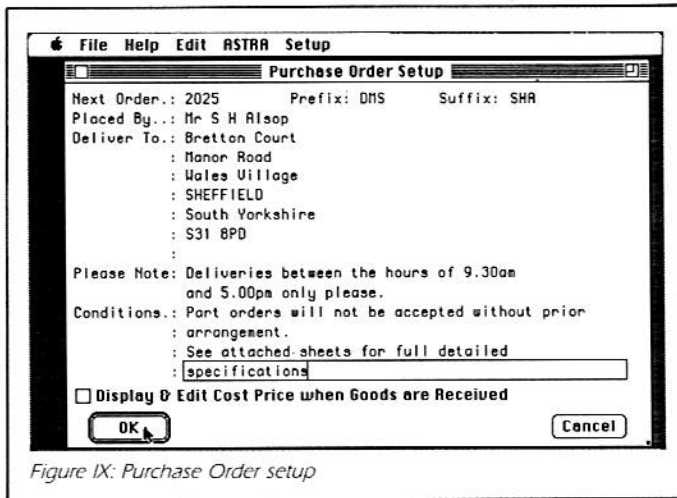 File Help Edit ASTRA Setup
Purchase Order Setup
Next Order.: 2025 Prefix: DMS Suffix: SHA
Placed By..: Mr S H Alsop
Deliver To.: Bretton Court
: Manor Road
: Wales Village
: SHEFFIELD
: South Yorkshire
: S31 8PD
:
Please Note: Deliveries between the hours of 9.30am
and 5.00pm only please.
Conditions.: Part orders will not be accepted without prior
: arrangement.
: See attached sheets for full detailed
: specifications
Display & Edit Cost Price when Goods are Received
OK Cancel
Figure IX: Purchase Order setup